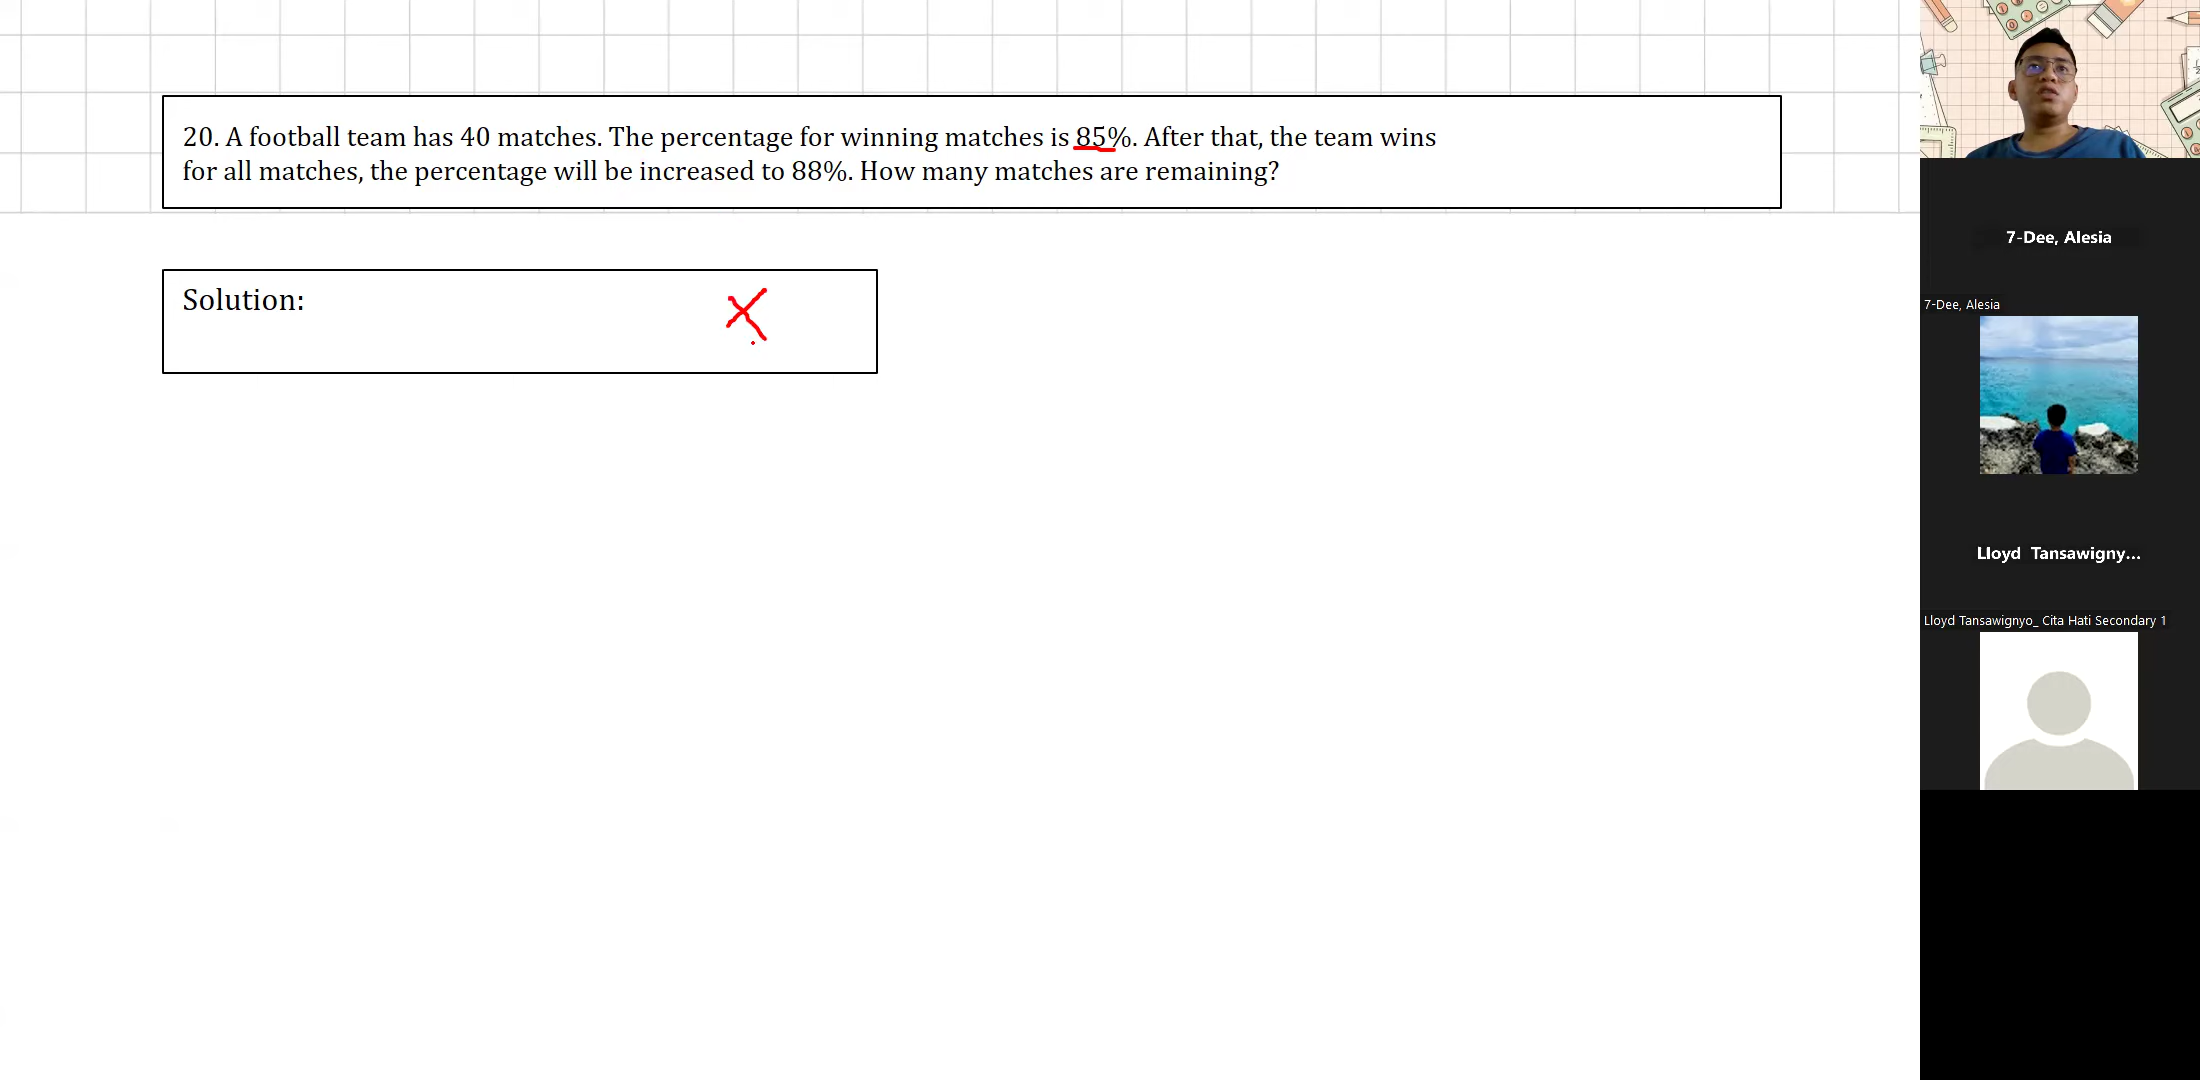 20. A football team has 40 matches. The percentage for winning matches is 85%. After that, the team wins
for all matches, the percentage will be increased to 88%. How many matches are remaining?
Solution:
X
7-Dee, Alesia
7-Dee, Alesia
Lloyd Tansawigny...
Lloyd Tansawignyo_ Cita Hati Secondary 1